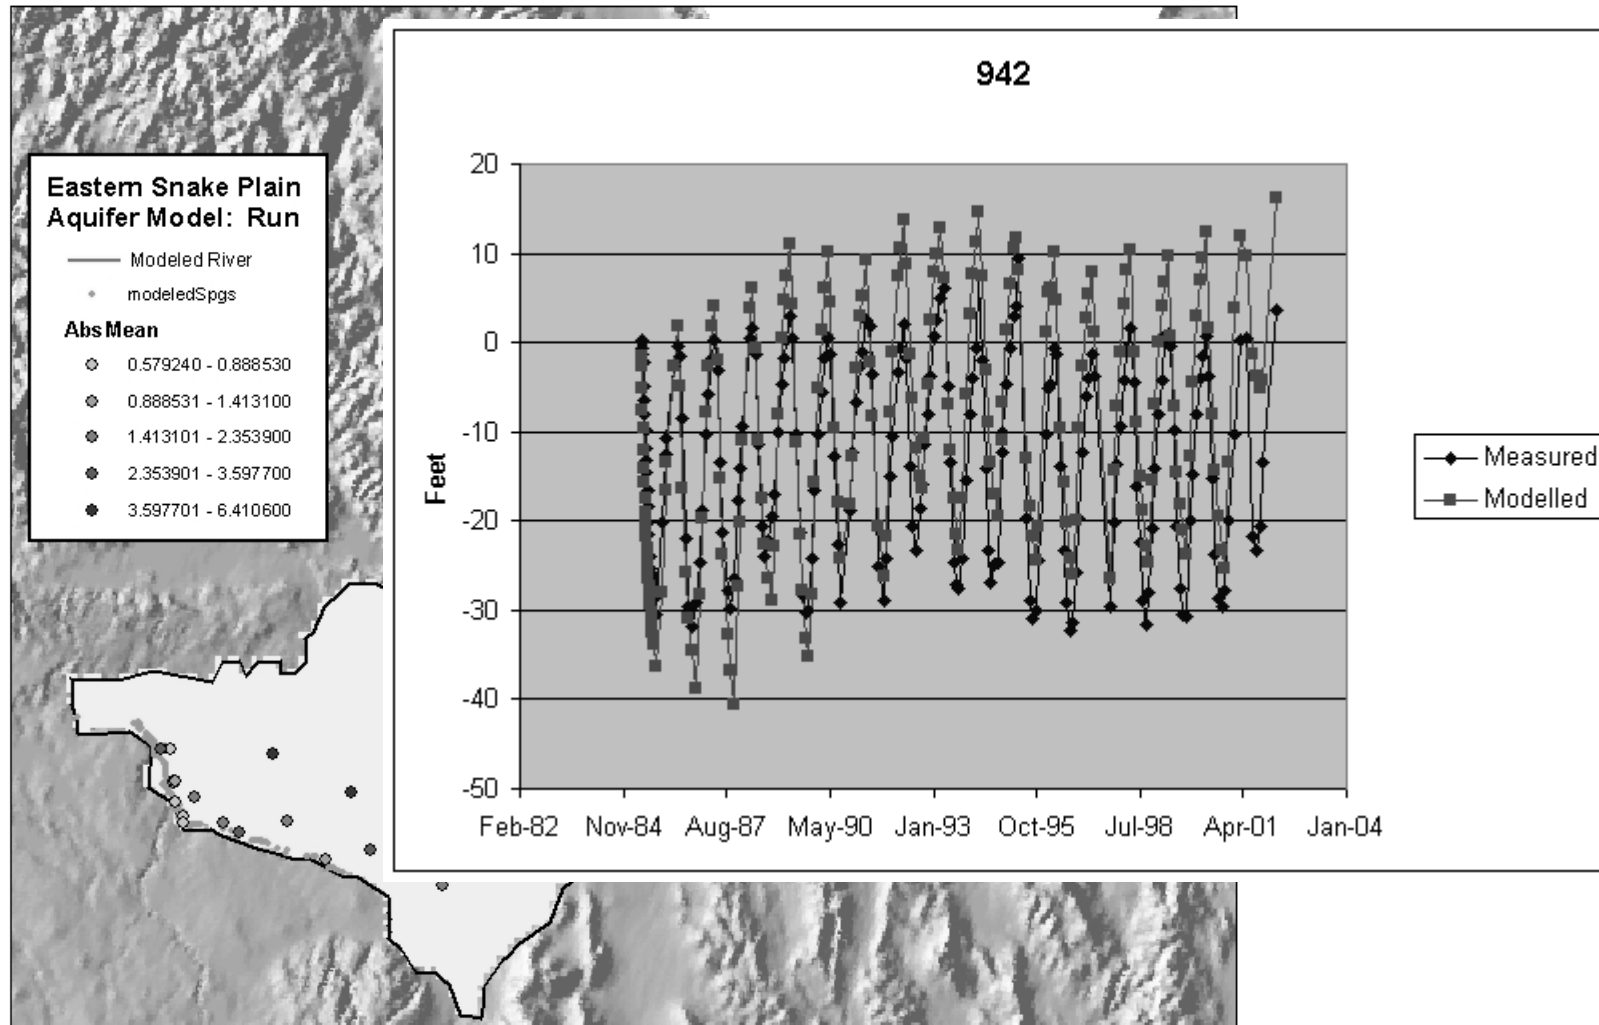 Eastern Snake Plain
Aquifer Model: Run
Modeled River
modeledSpgs
Abs Mean
0.579240 - 0.888530
0.888531 - 1.413100
1.413101 - 2.353900
2.353901 - 3.597700
3.597701 - 6.410600
942
Feet
20
10
0
-10
-20
-30
-40
-50
Feb-82 Nov-84 Aug-87 May-90 Jan-93 Oct-95 Jul-98 Apr-01 Jan-04
Measured
Modelled